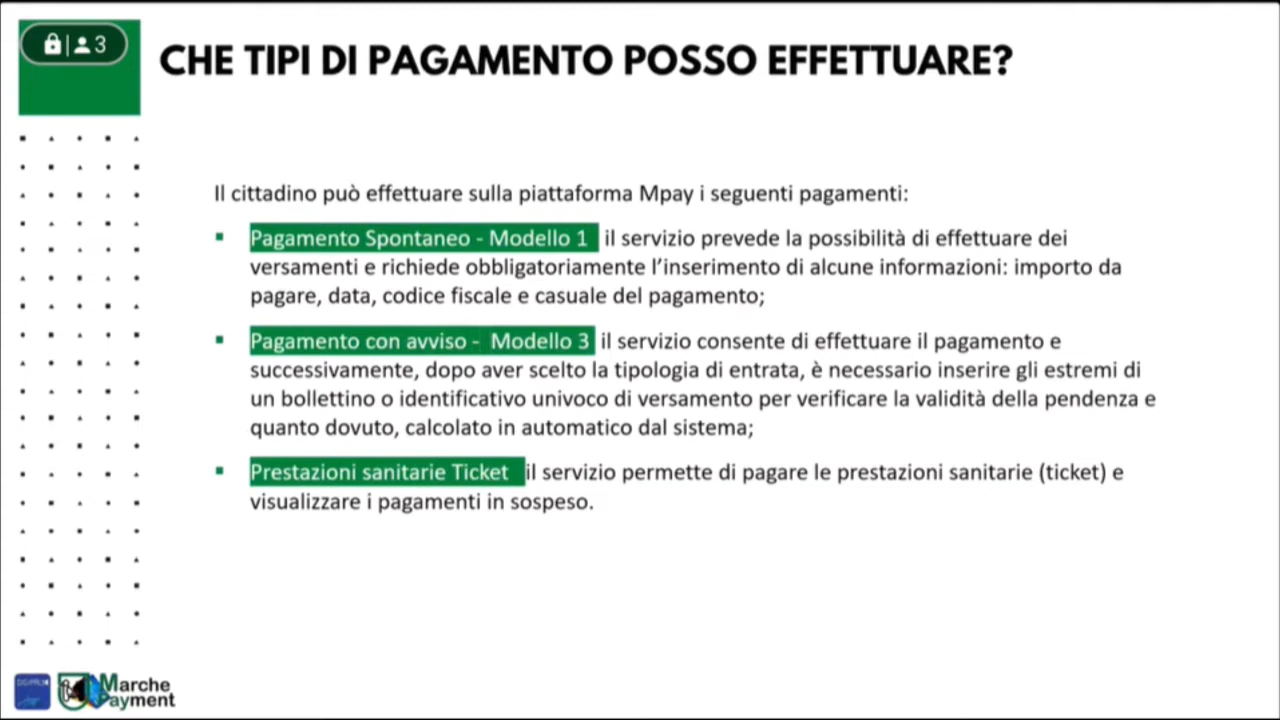 3
CHE TIPI DI PAGAMENTO POSSO EFFETTUARE?
Il cittadino può effettuare sulla piattaforma Mpay i seguenti pagamenti:
▪ Pagamento Spontaneo - Modello 1 il servizio prevede la possibilità di effettuare dei
versamenti e richiede obbligatoriamente l'inserimento di alcune informazioni: importo da
pagare, data, codice fiscale e casuale del pagamento;
▪ Pagamento con avviso - Modello 3 il servizio consente di effettuare il pagamento e
successivamente, dopo aver scelto la tipologia di entrata, è necessario inserire gli estremi di
un bollettino o identificativo univoco di versamento per verificare la validità della pendenza e
quanto dovuto, calcolato in automatico dal sistema;
▪ Prestazioni sanitarie Ticket il servizio permette di pagare le prestazioni sanitarie (ticket) e
visualizzare i pagamenti in sospeso.
Marche
Payment